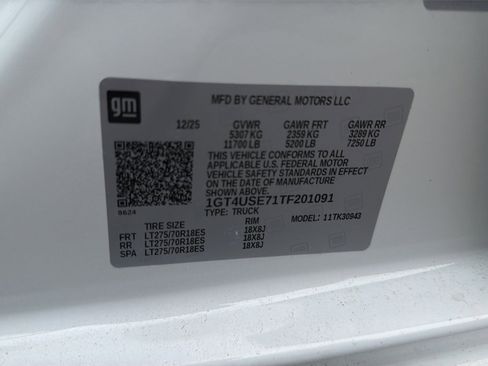 gm
MFD BY GENERAL MOTORS LLC
12/25 GVWR GAWR FRT GAWR RR
5307 KG 2359 KG 3289 KG
11700 LB 5200 LB 7250 LB
THIS VEHICLE CONFORMS TO ALL
APPLICABLE U.S. FEDERAL MOTOR
VEHICLE SAFETY STANDARDS IN EFFECT
ON THE DATE OF MANUFACTURE SHOWN ABOVE.
1GT4USE71TF201091
8624 TYPE: TRUCK MODEL: 11TK30943
TIRE SIZE RIM
FRT LT275/70R18ES 18X8J
RR LT275/70R18ES 18X8J
SPA LT275/70R18ES 18X8J